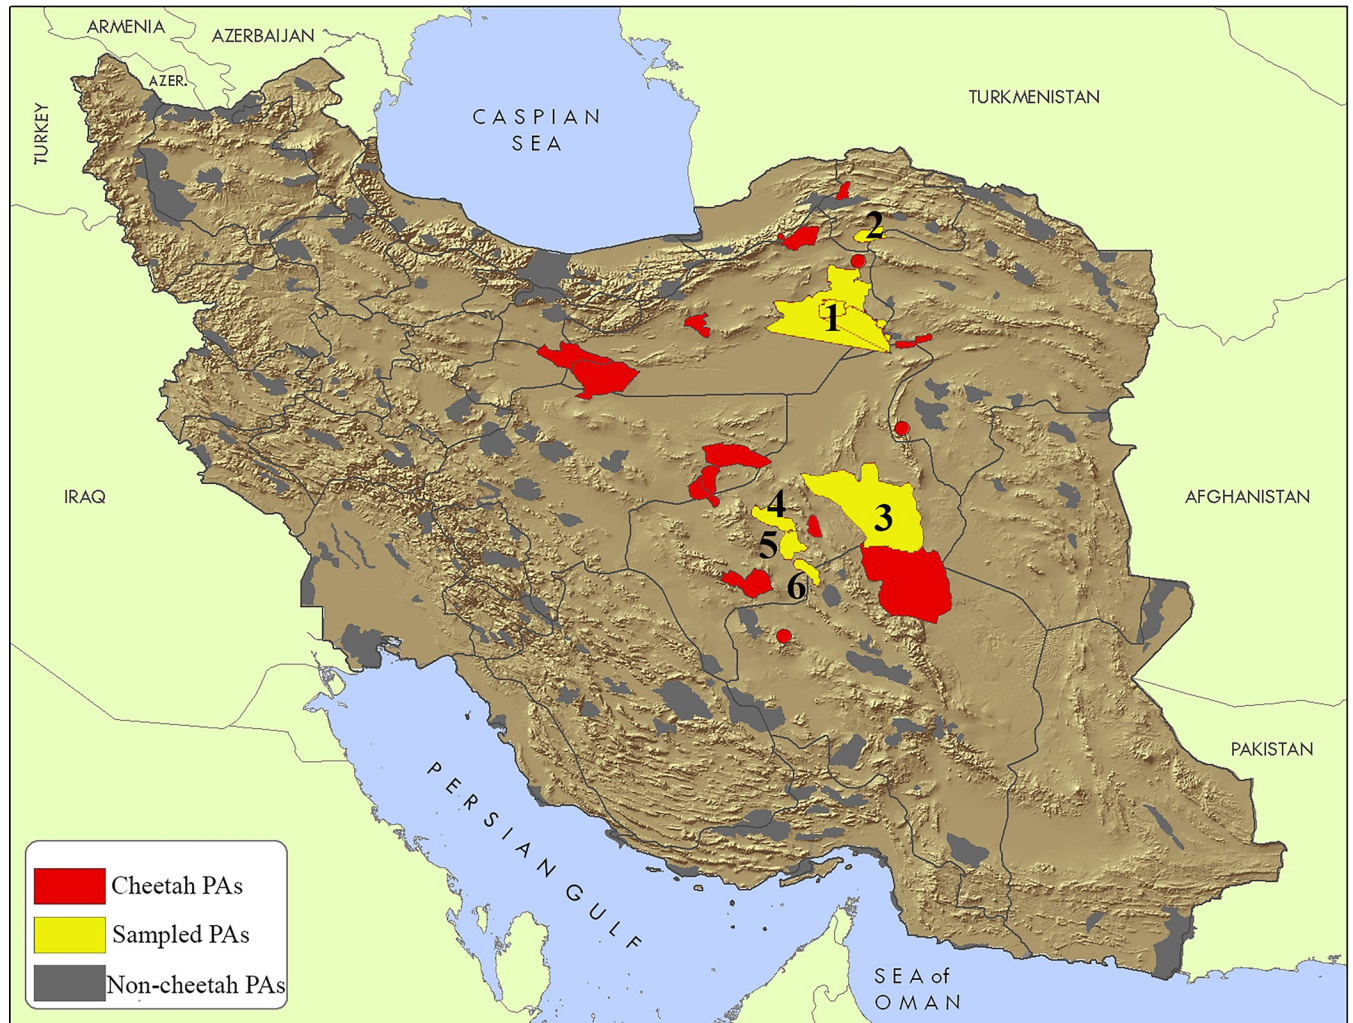 ARMENIA
AZERBAIJAN
AZER.
TURKEY
CASPIAN
SEA
TURKMENISTAN
2
1
IRAQ
AFGHANISTAN
4
3
5
6
PAKISTAN
PERSIAN GULF
SEA of
OMAN
Cheetah PAs
Sampled PAs
Non-cheetah PAs